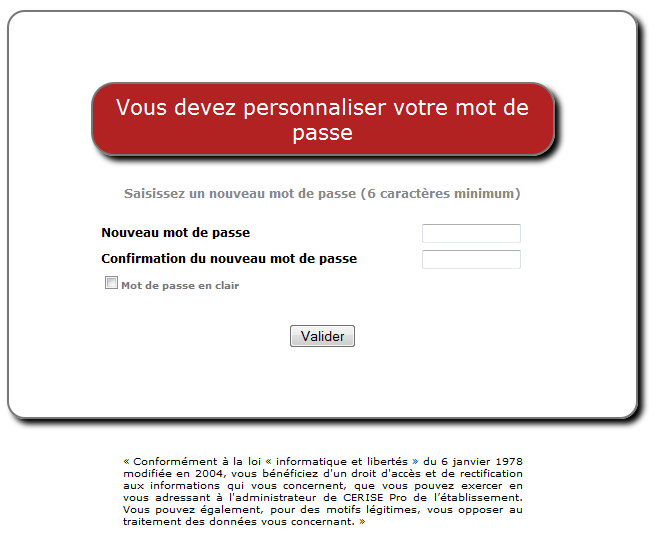 Vous devez personnaliser votre mot de
passe
Saisissez un nouveau mot de passe (6 caractères minimum)
Nouveau mot de passe
Confirmation du nouveau mot de passe
Mot de passe en clair
Valider
« Conformément à la loi « informatique et libertés » du 6 janvier 1978
modifiée en 2004, vous bénéficiez d'un droit d'accès et de rectification
aux informations qui vous concernent, que vous pouvez exercer en
vous adressant à l'administrateur de CERISE Pro de l’établissement.
Vous pouvez également, pour des motifs légitimes, vous opposer au
traitement des données vous concernant. »